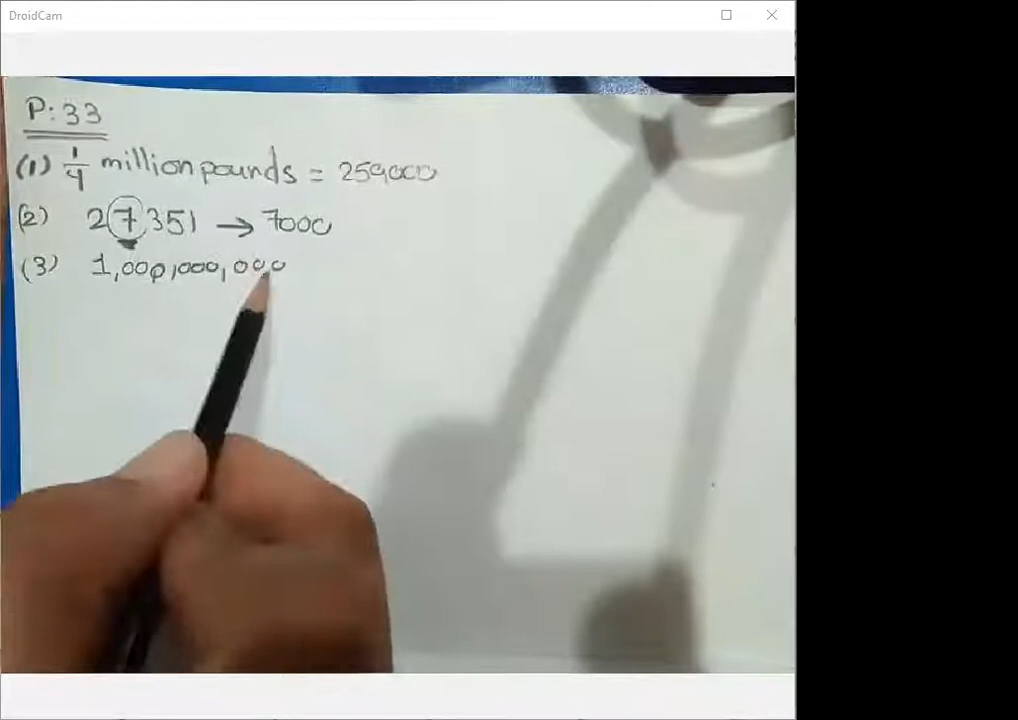 DroidCam
P: 33
(1) 1/4 million pounds = 250,000
(2) 27351 → 7000
(3) 1,000,000,000